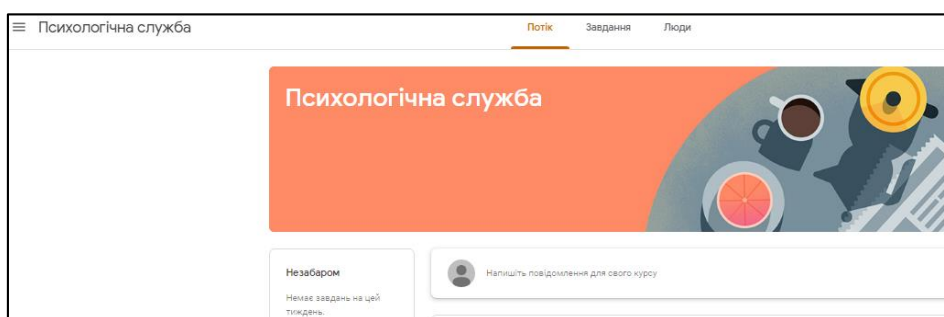 Психологічна служба
Потік Завдання Люди
Психологічна служба
Незабаром
Немає завдань на цей
тиждень.
Напишіть повідомлення для свого курсу